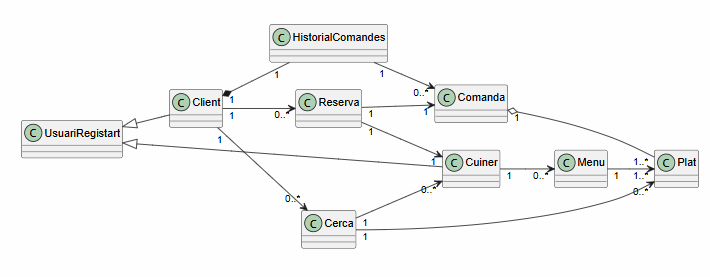 C HistorialComandes
1
1
1
0..*
C Client
1
0..*
C Reserva
1
1
C Comanda
1
1
1
C UsuariRegistart
1
C Cuiner
1
0..*
C Menu
1
1..*
1..*
C Plat
0..*
0..*
0..*
C Cerca
1
1